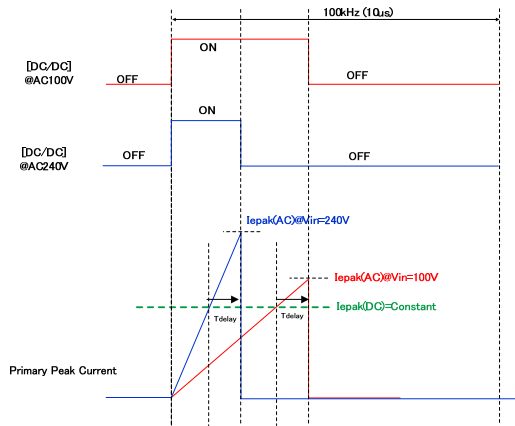 100kHz (10us)
ON
[DC/DC]
@AC100V
OFF
OFF
ON
[DC/DC]
@AC240V
OFF
OFF
Iepak(AC)@Vin=240V
Iepak(AC)@Vin=100V
Iepak(DC)=Constant
Tdelay
Tdelay
Primary Peak Current